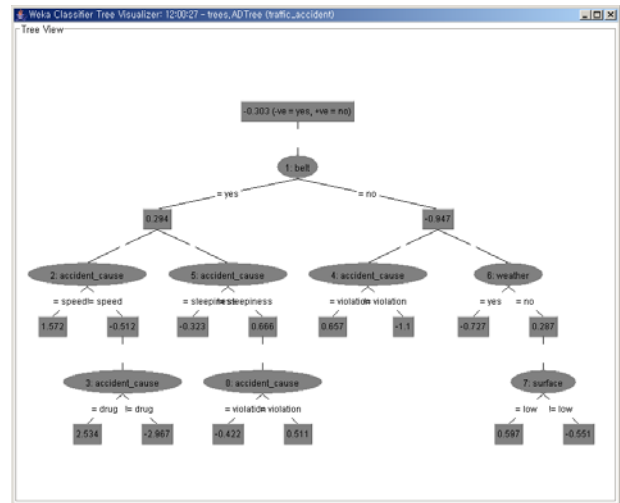 Weka Classifier Tree Visualizer: 12:00:27 - trees,ADTree (traffic_accident)
Tree View
-0.303 (-ve = yes, +ve = no)
1: belt
= yes
= no
0.294
-0.947
2: accident_cause
5: accident_cause
4: accident_cause
6: weather
= speed
!= speed
= sleepiness
!= sleepiness
= violation
!= violation
= yes
= no
1.572
-0.512
-0.323
0.666
0.657
-1.1
-0.727
0.287
3: accident_cause
8: accident_cause
7: surface
= drug
!= drug
= violation
!= violation
= low
!= low
2.534
-2.967
-0.422
0.511
0.597
-0.551